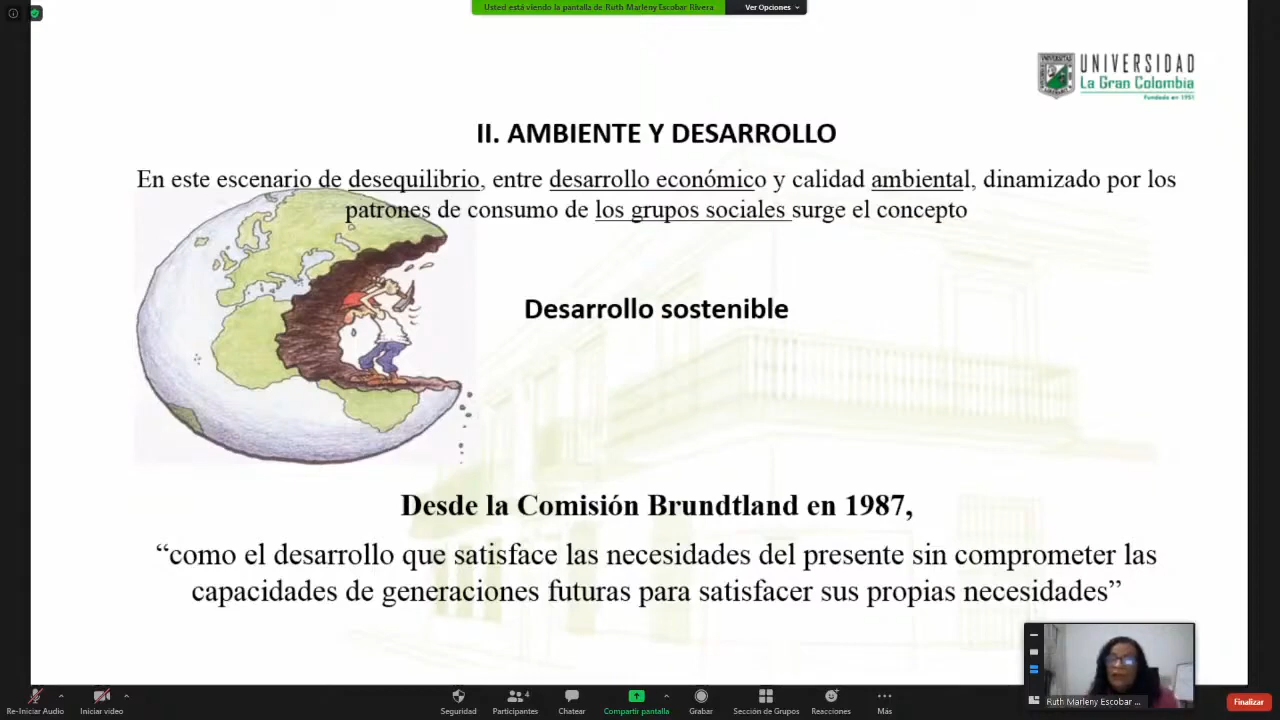 Usted está viendo la pantalla de Ruth Marleny Escobar Rivera
Ver Opciones
UNIVERSIDAD
La Gran Colombia
Fundada en 1951
II. AMBIENTE Y DESARROLLO
En este escenario de desequilibrio, entre desarrollo económico y calidad ambiental, dinamizado por los
patrones de consumo de los grupos sociales surge el concepto
Desarrollo sostenible
Desde la Comisión Brundtland en 1987,
“como el desarrollo que satisface las necesidades del presente sin comprometer las
capacidades de generaciones futuras para satisfacer sus propias necesidades”
Ruth Marleny Escobar ...
Re-Iniciar Audio
Iniciar video
Seguridad
4
Participantes
Chatear
Compartir pantalla
Grabar
Sección de Grupos
Reacciones
Más
Finalizar